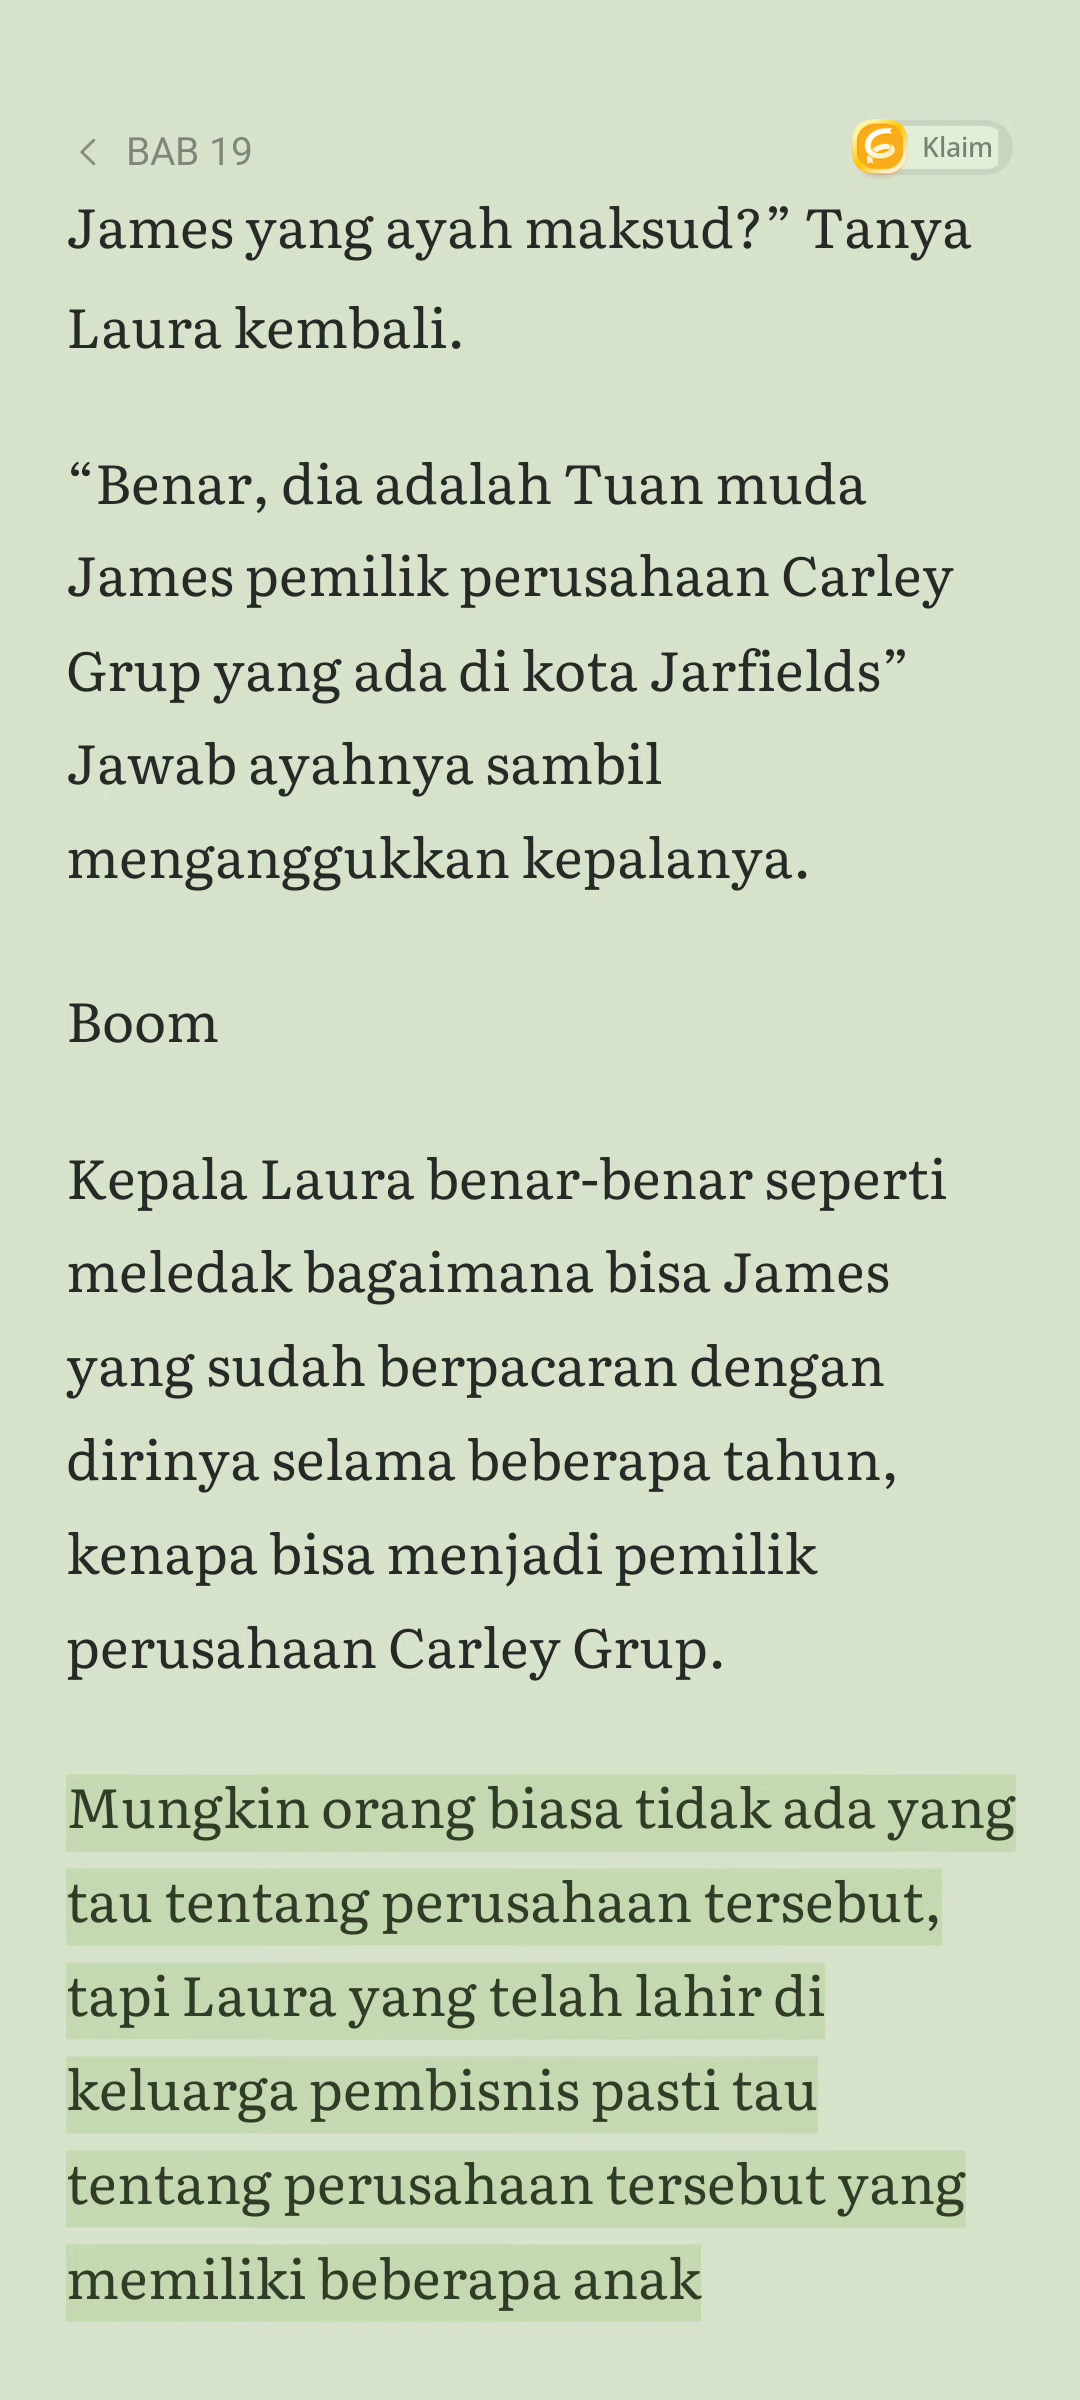 BAB 19
Klaim
James yang ayah maksud?” Tanya
Laura kembali.
“Benar, dia adalah Tuan muda
James pemilik perusahaan Carley
Grup yang ada di kota Jarfields”
Jawab ayahnya sambil
menganggukkan kepalanya.
Boom
Kepala Laura benar-benar seperti
meledak bagaimana bisa James
yang sudah berpacaran dengan
dirinya selama beberapa tahun,
kenapa bisa menjadi pemilik
perusahaan Carley Grup.
Mungkin orang biasa tidak ada yang
tau tentang perusahaan tersebut,
tapi Laura yang telah lahir di
keluarga pembisnis pasti tau
tentang perusahaan tersebut yang
memiliki beberapa anak